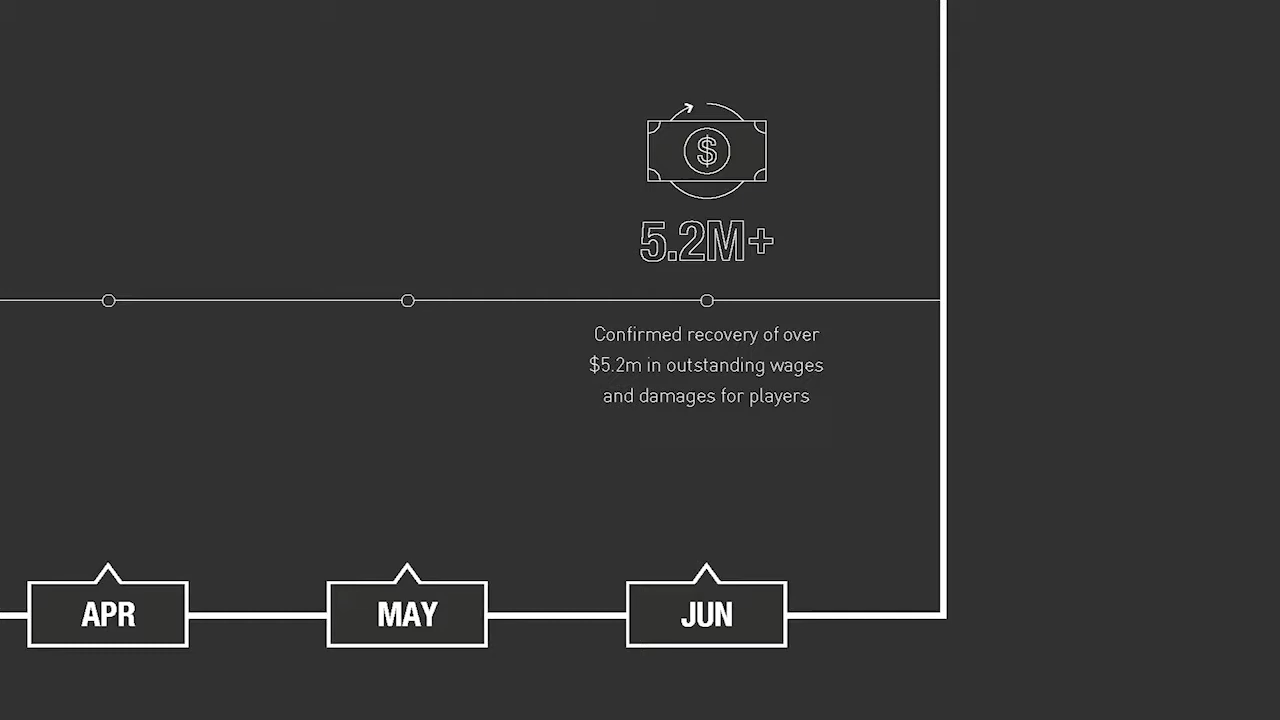 $
5.2M+
Confirmed recovery of over
$5.2m in outstanding wages
and damages for players
APR
MAY
JUN